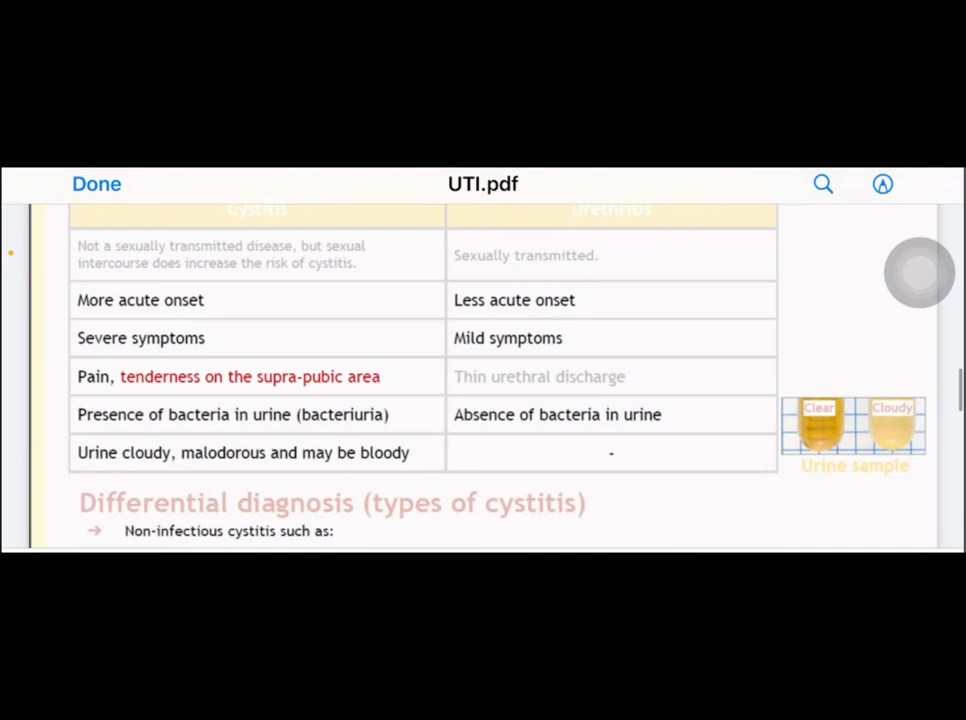 Done UTI.pdf
Cystitis Urethritis
Not a sexually transmitted disease, but sexual
intercourse does increase the risk of cystitis.
Sexually transmitted.
More acute onset Less acute onset
Severe symptoms Mild symptoms
Pain, tenderness on the supra-pubic area Thin urethral discharge
Presence of bacteria in urine (bacteriuria) Absence of bacteria in urine
Urine cloudy, malodorous and may be bloody -
Clear Cloudy
Urine sample
Differential diagnosis (types of cystitis)
→ Non-infectious cystitis such as: